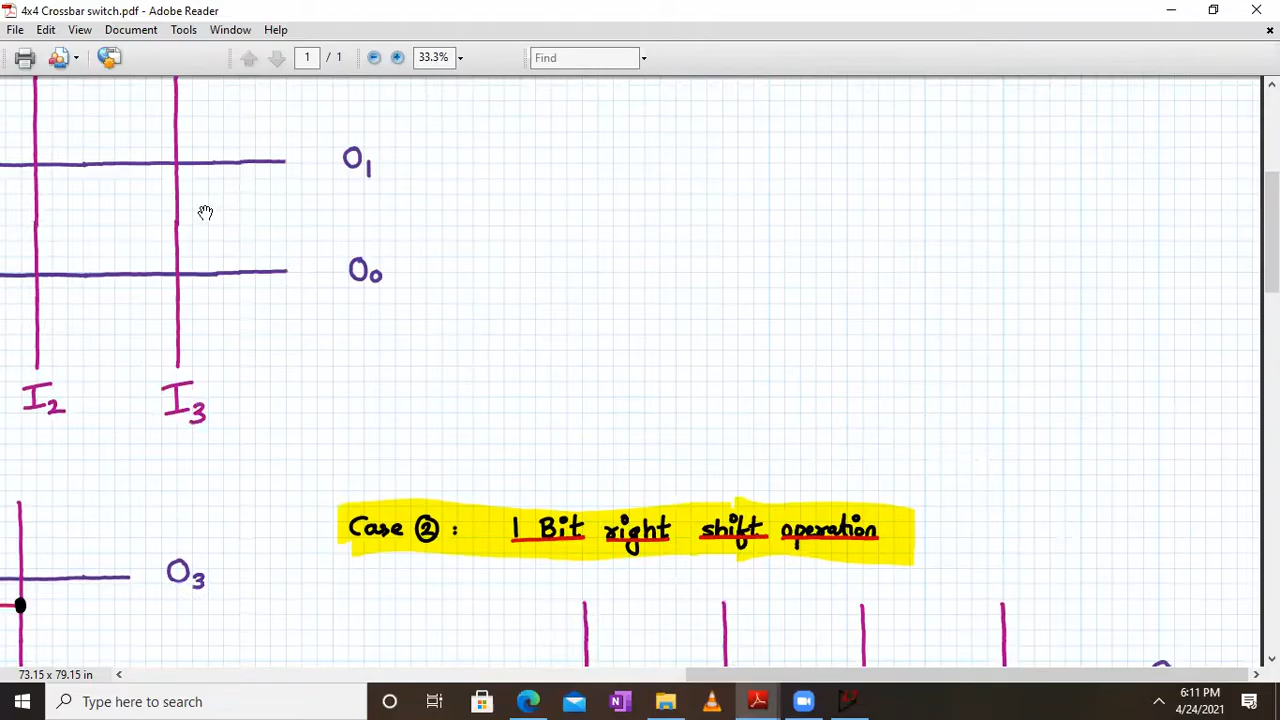 4x4 Crossbar switch.pdf - Adobe Reader
File Edit View Document Tools Window Help
1 / 1 33.3% Find
O1
O0
I2 I3
Case ② : 1 Bit right shift operation
O3
73.15 x 79.15 in
Type here to search
6:11 PM
4/24/2021